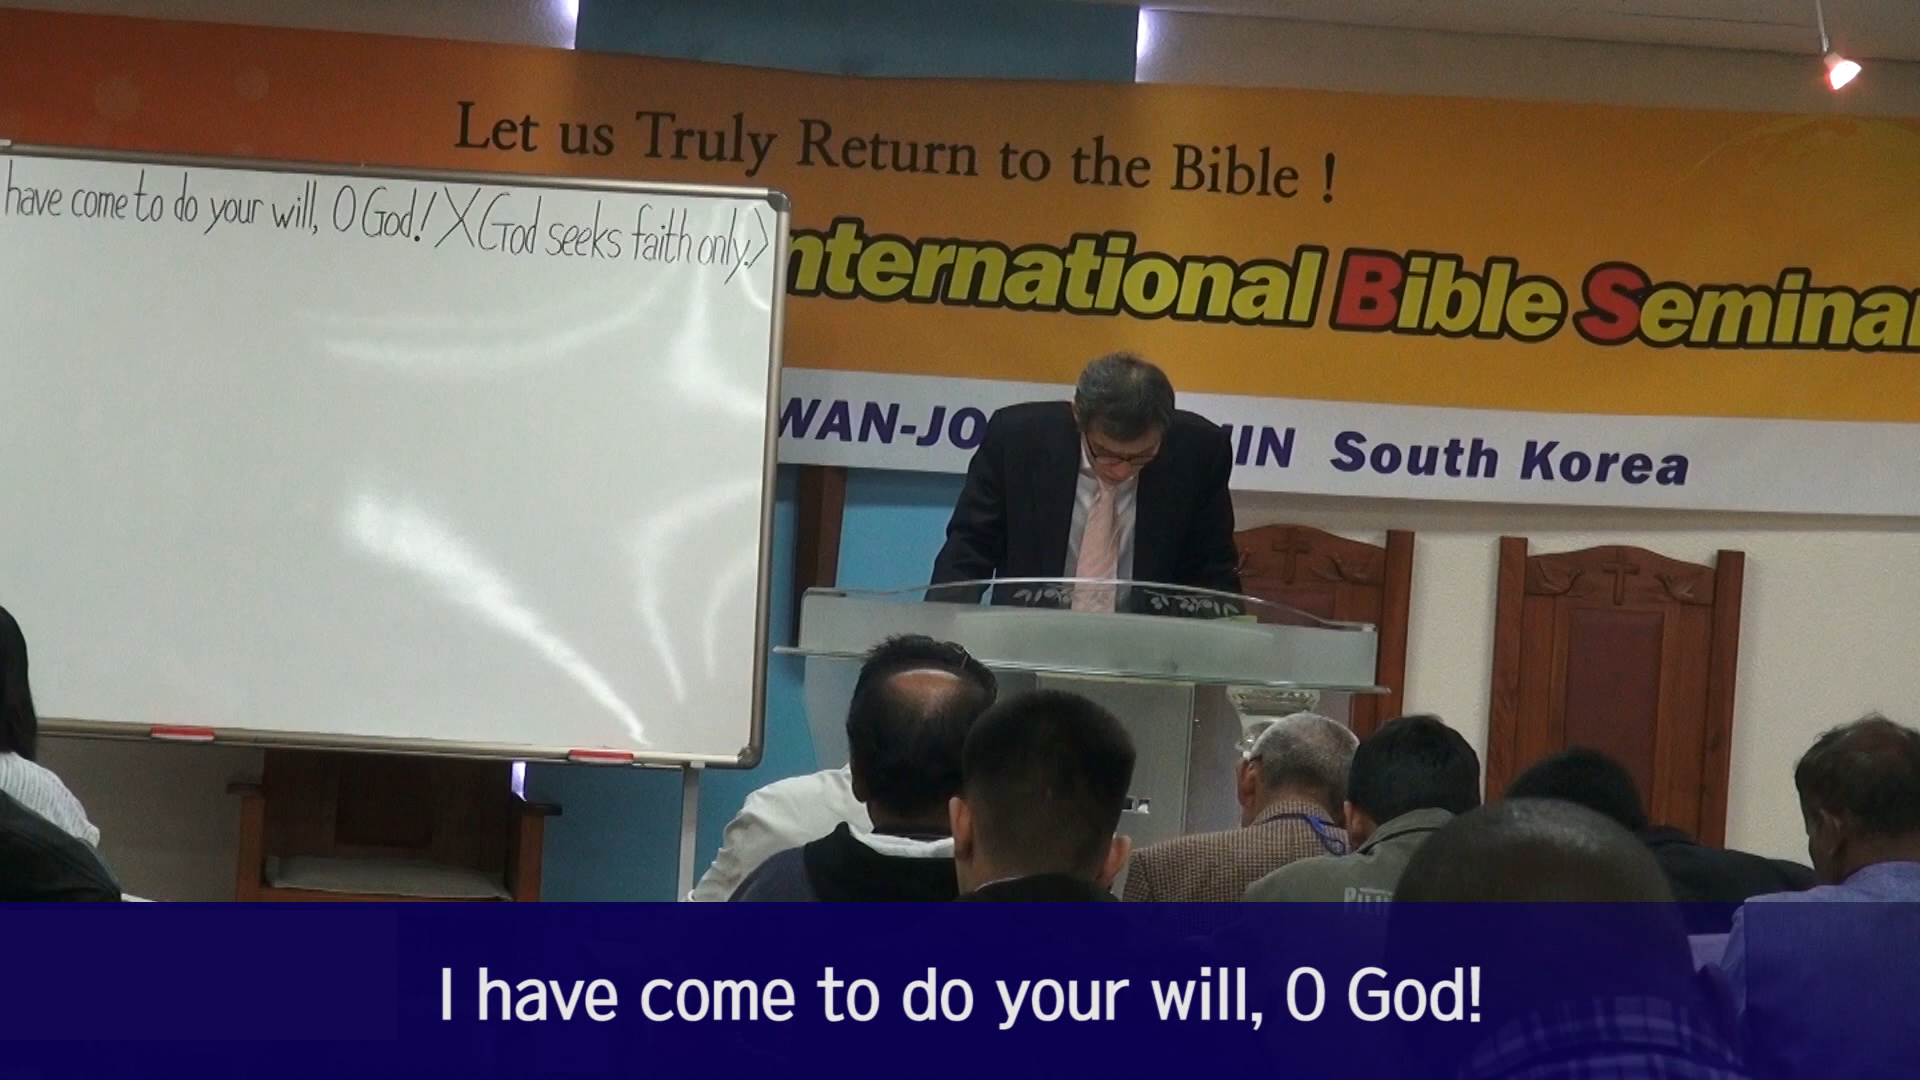 Let us Truly Return to the Bible !
have come to do your will, O God! X God seeks faith only.>
nternational Bible Semina
WAN-JO IN South Korea
I have come to do your will, O God!